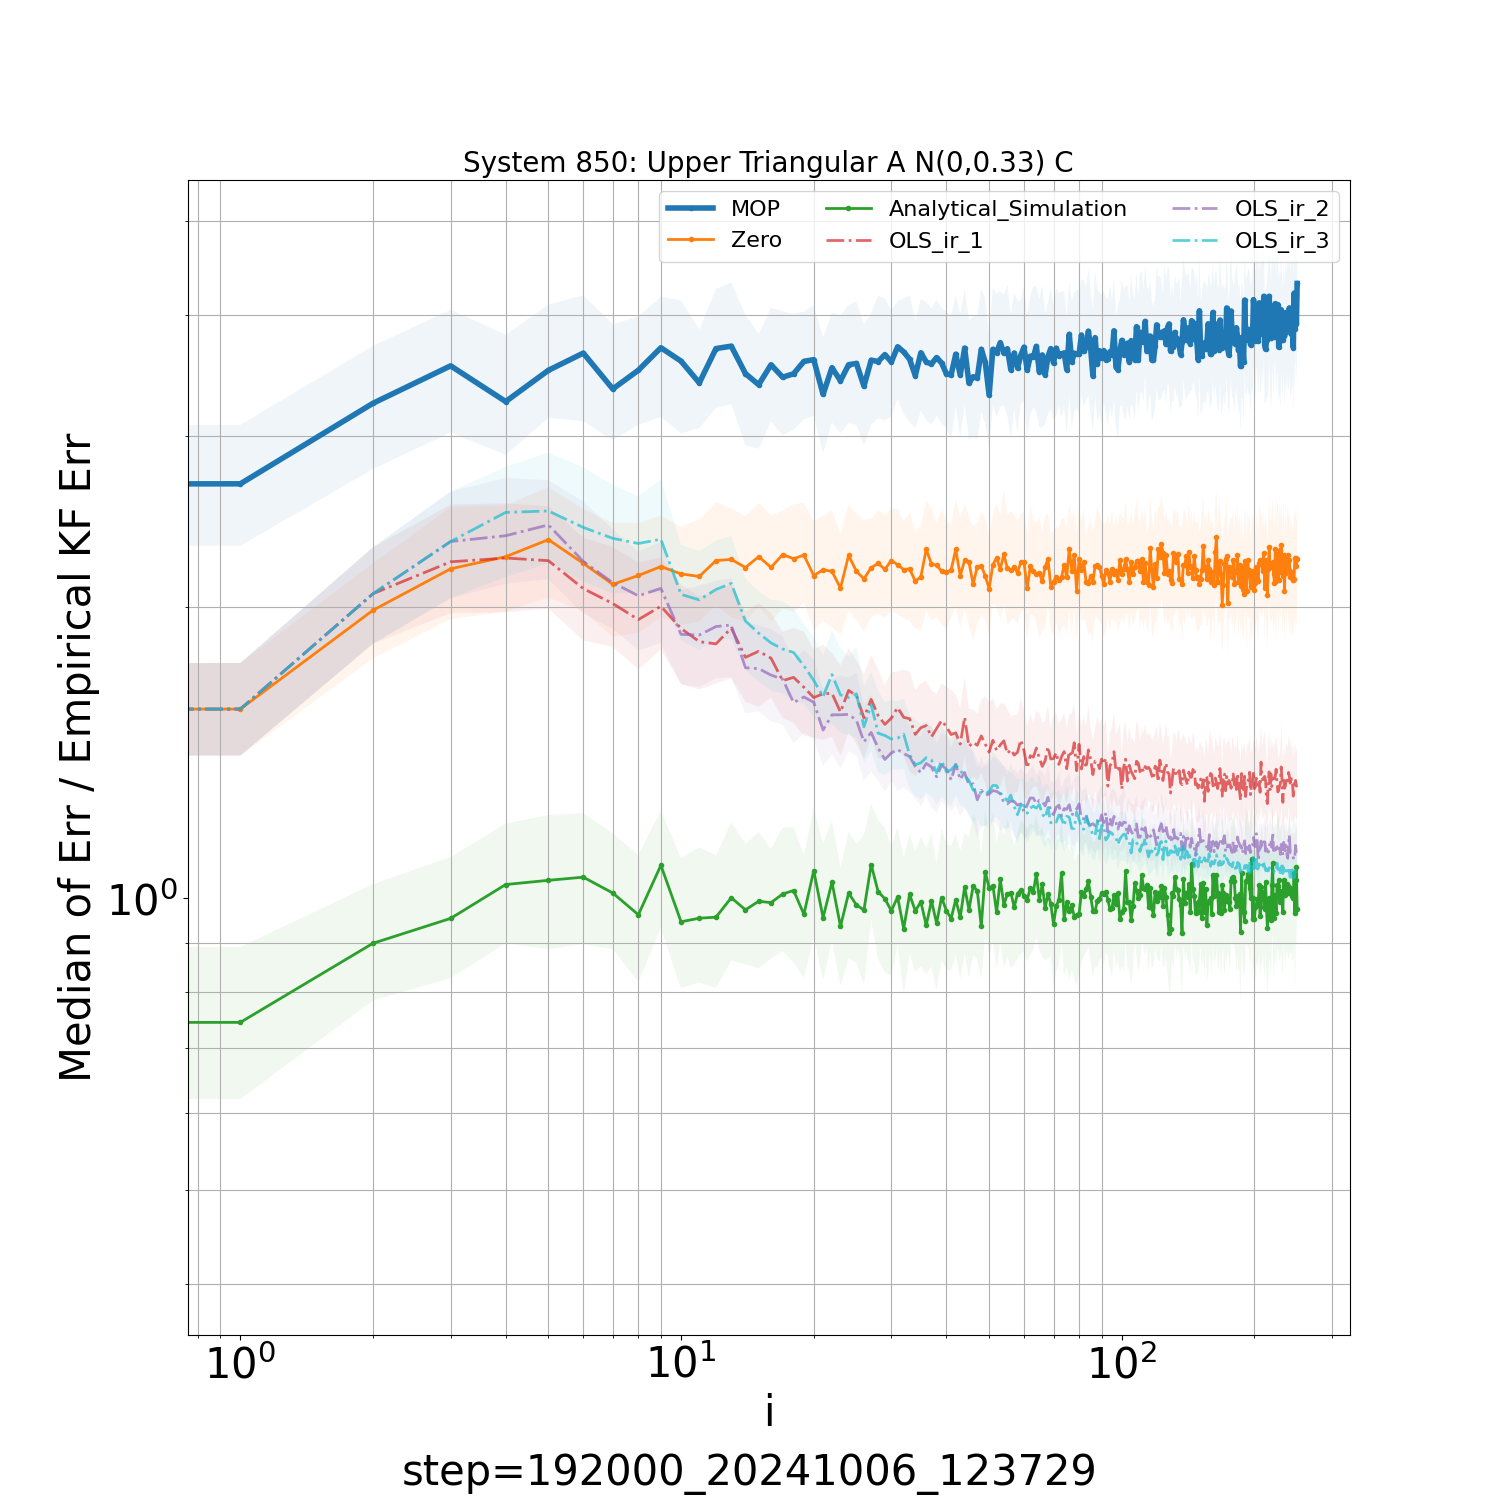 System 850: Upper Triangular A N(0,0.33) C
MOP
Zero
Analytical_Simulation
OLS_ir_1
OLS_ir_2
OLS_ir_3
Median of Err / Empirical KF Err
10⁰
10⁰
10¹
10²
i
step=192000_20241006_123729